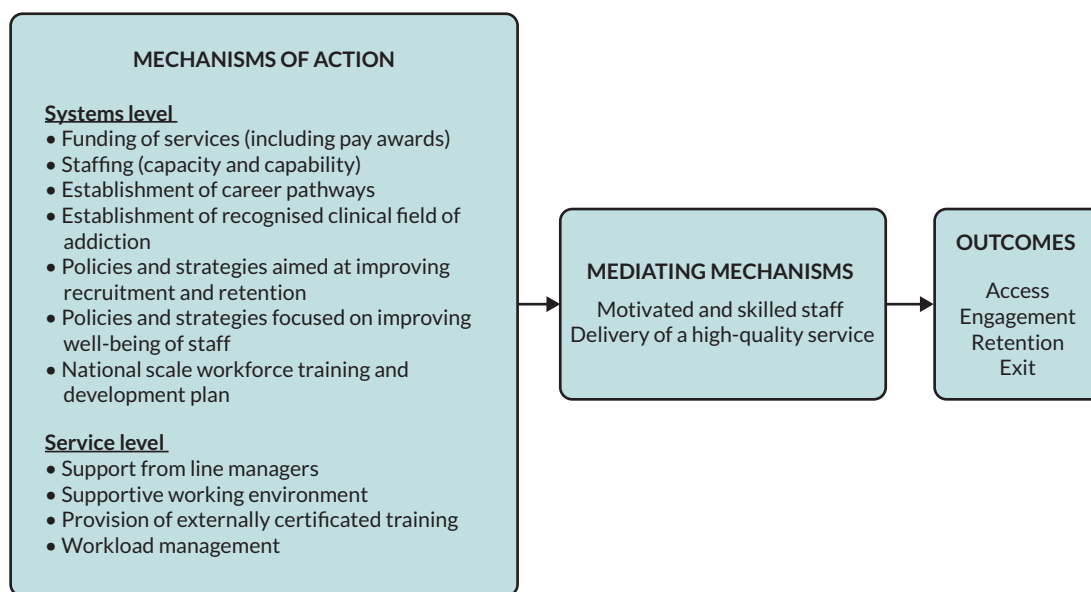 MECHANISMS OF ACTION
Systems level
• Funding of services (including pay awards)
• Staffing (capacity and capability)
• Establishment of career pathways
• Establishment of recognised clinical field of
addiction
• Policies and strategies aimed at improving
recruitment and retention
• Policies and strategies focused on improving
well-being of staff
• National scale workforce training and
development plan
Service level
• Support from line managers
• Supportive working environment
• Provision of externally certificated training
• Workload management
MEDIATING MECHANISMS
Motivated and skilled staff
Delivery of a high-quality service
OUTCOMES
Access
Engagement
Retention
Exit